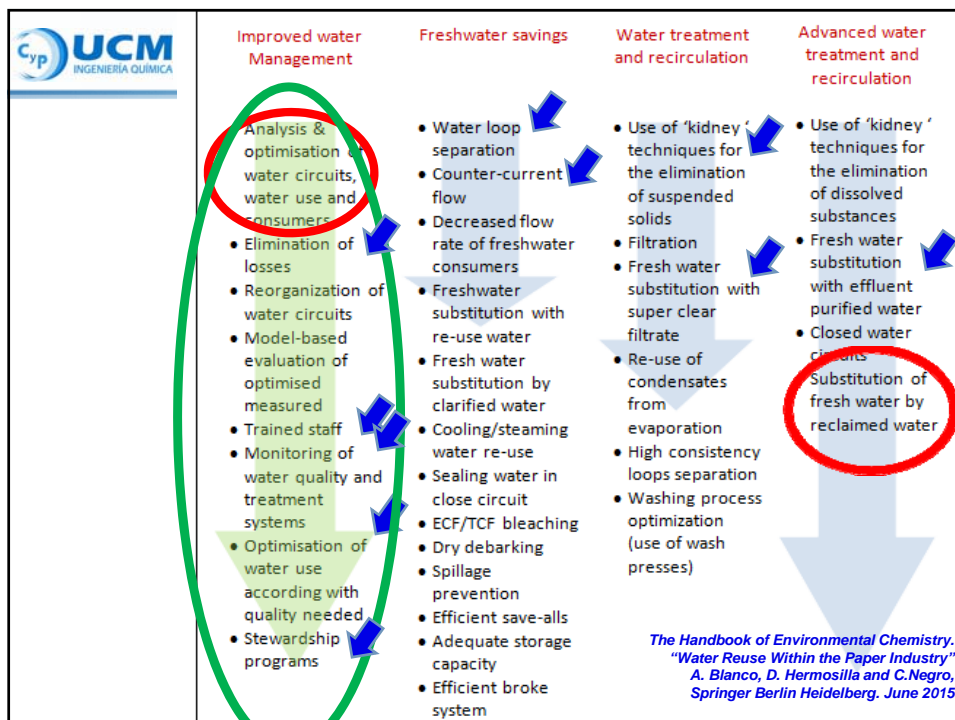 Cyp UCM
INGENIERÍA QUÍMICA
Improved water
Management
Analysis &
optimisation of
water circuits,
water use and
consumers
• Elimination of
losses
• Reorganization of
water circuits
• Model-based
evaluation of
optimised
measured
• Trained staff
• Monitoring of
water quality and
treatment
systems
• Optimisation of
water use
according with
quality needed
• Stewardship
programs
Freshwater savings
• Water loop
separation
• Counter-current
flow
• Decreased flow
rate of freshwater
consumers
• Freshwater
substitution with
re-use water
• Fresh water
substitution by
clarified water
• Cooling/steaming
water re-use
• Sealing water in
close circuit
• ECF/TCF bleaching
• Dry debarking
• Spillage
prevention
• Efficient save-alls
• Adequate storage
capacity
• Efficient broke
system
Water treatment
and recirculation
• Use of ‘kidney ‘
techniques for
the elimination
of suspended
solids
• Filtration
• Fresh water
substitution with
super clear
filtrate
• Re-use of
condensates
from
evaporation
• High consistency
loops separation
• Washing process
optimization
(use of wash
presses)
Advanced water
treatment and
recirculation
• Use of ‘kidney ‘
techniques for
the elimination
of dissolved
substances
• Fresh water
substitution
with effluent
purified water
• Closed water
circuits
Substitution of
fresh water by
reclaimed water
The Handbook of Environmental Chemistry.
“Water Reuse Within the Paper Industry”
A. Blanco, D. Hermosilla and C.Negro,
Springer Berlin Heidelberg. June 2015